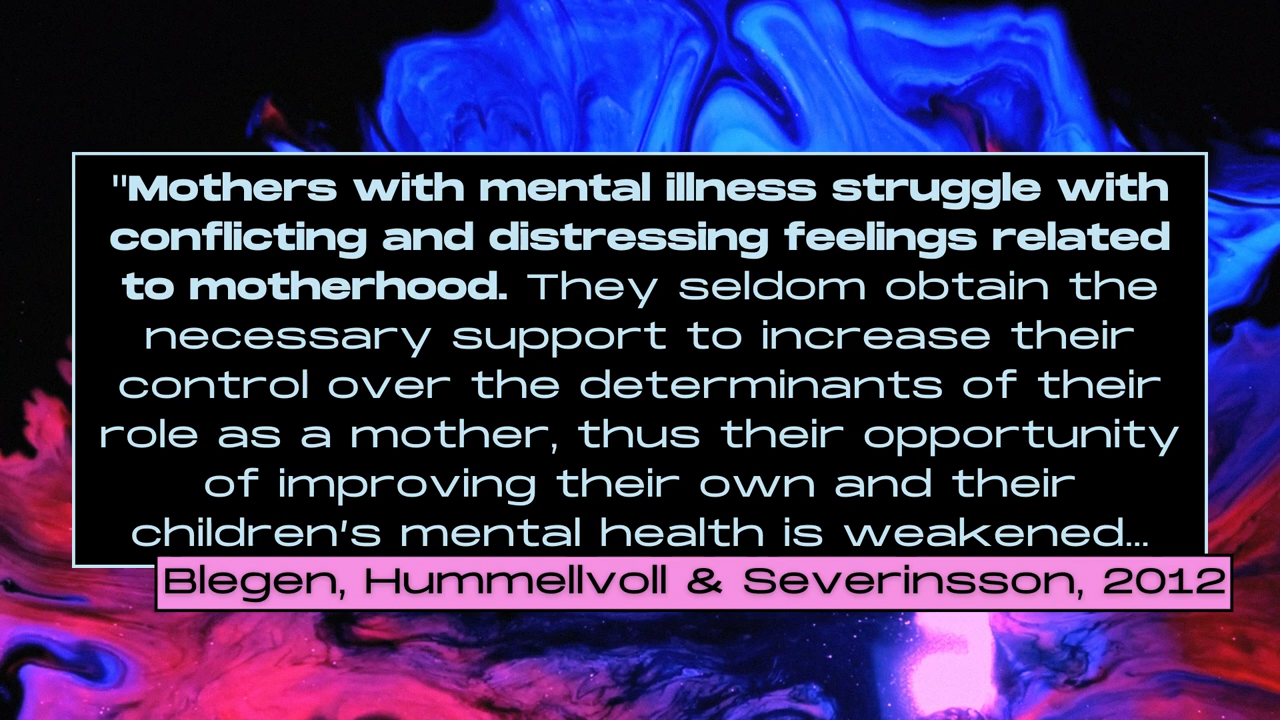 "Mothers with mental illness struggle with
conflicting and distressing feelings related
to motherhood. They seldom obtain the
necessary support to increase their
control over the determinants of their
role as a mother, thus their opportunity
of improving their own and their
children's mental health is weakened...
Blegen, Hummellvoll & Severinsson, 2012